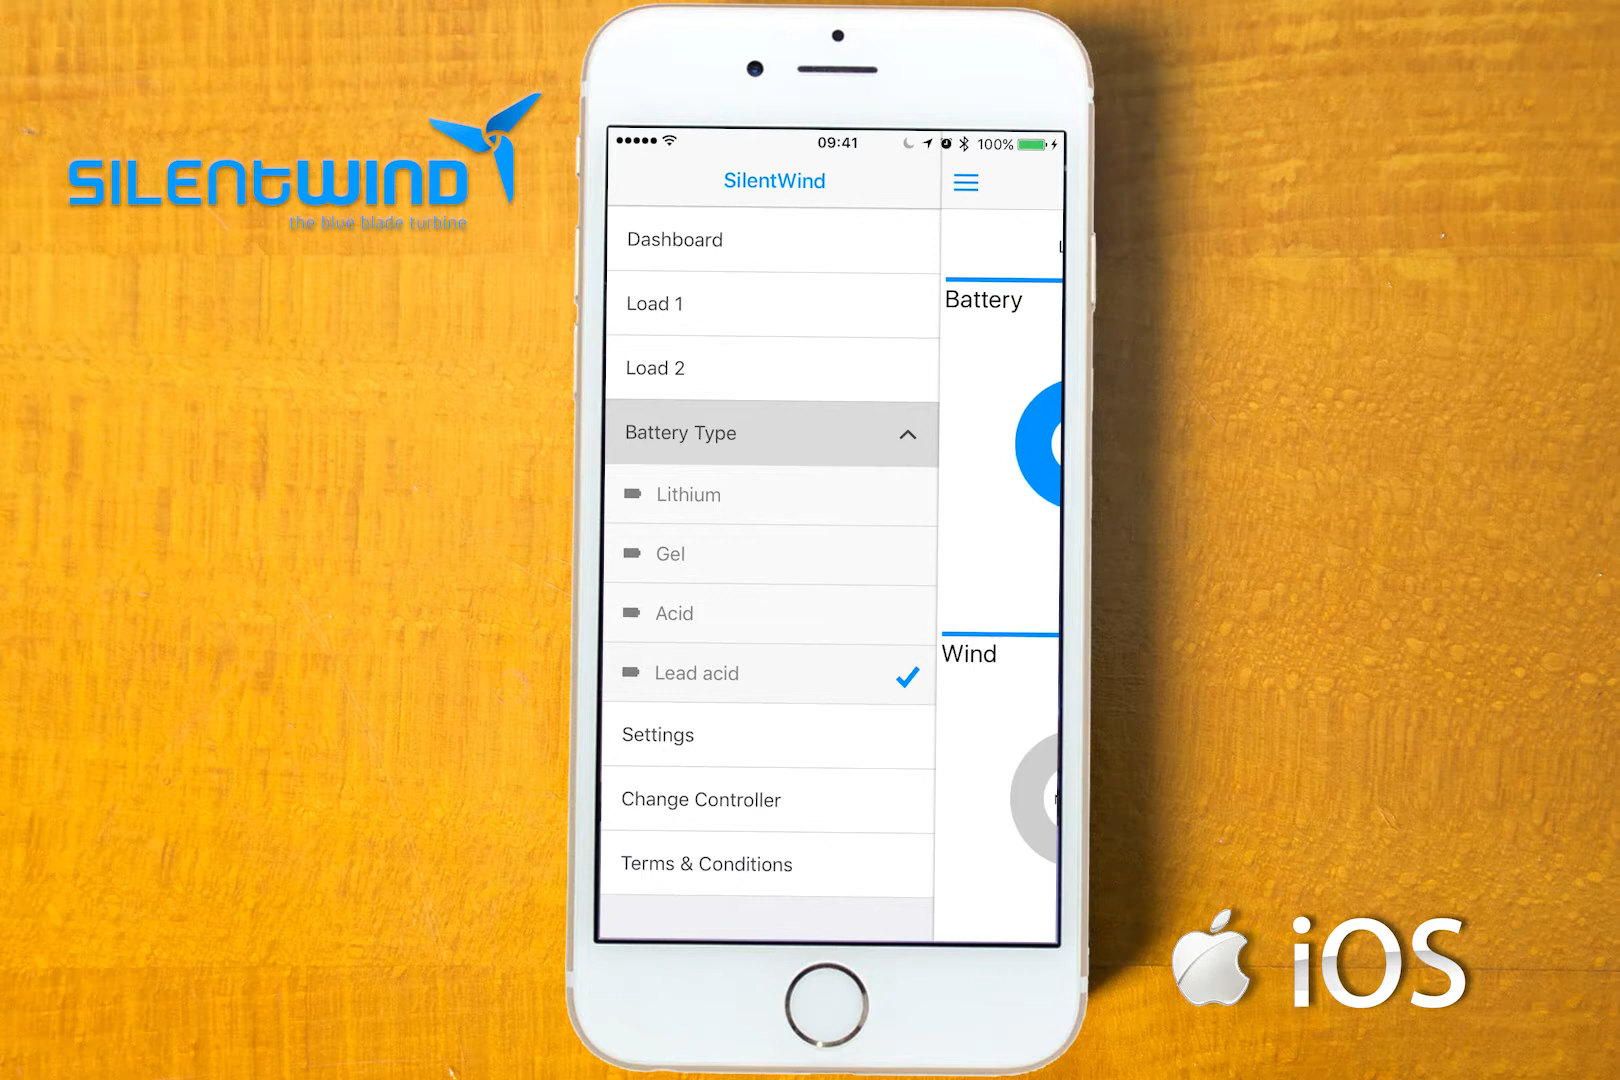 SILENTWIND
the blue blade turbine
09:41
100%
SilentWind
Dashboard
Load 1
Load 2
Battery Type
Lithium
Gel
Acid
Lead acid
Settings
Change Controller
Terms & Conditions
Battery
Wind
iOS